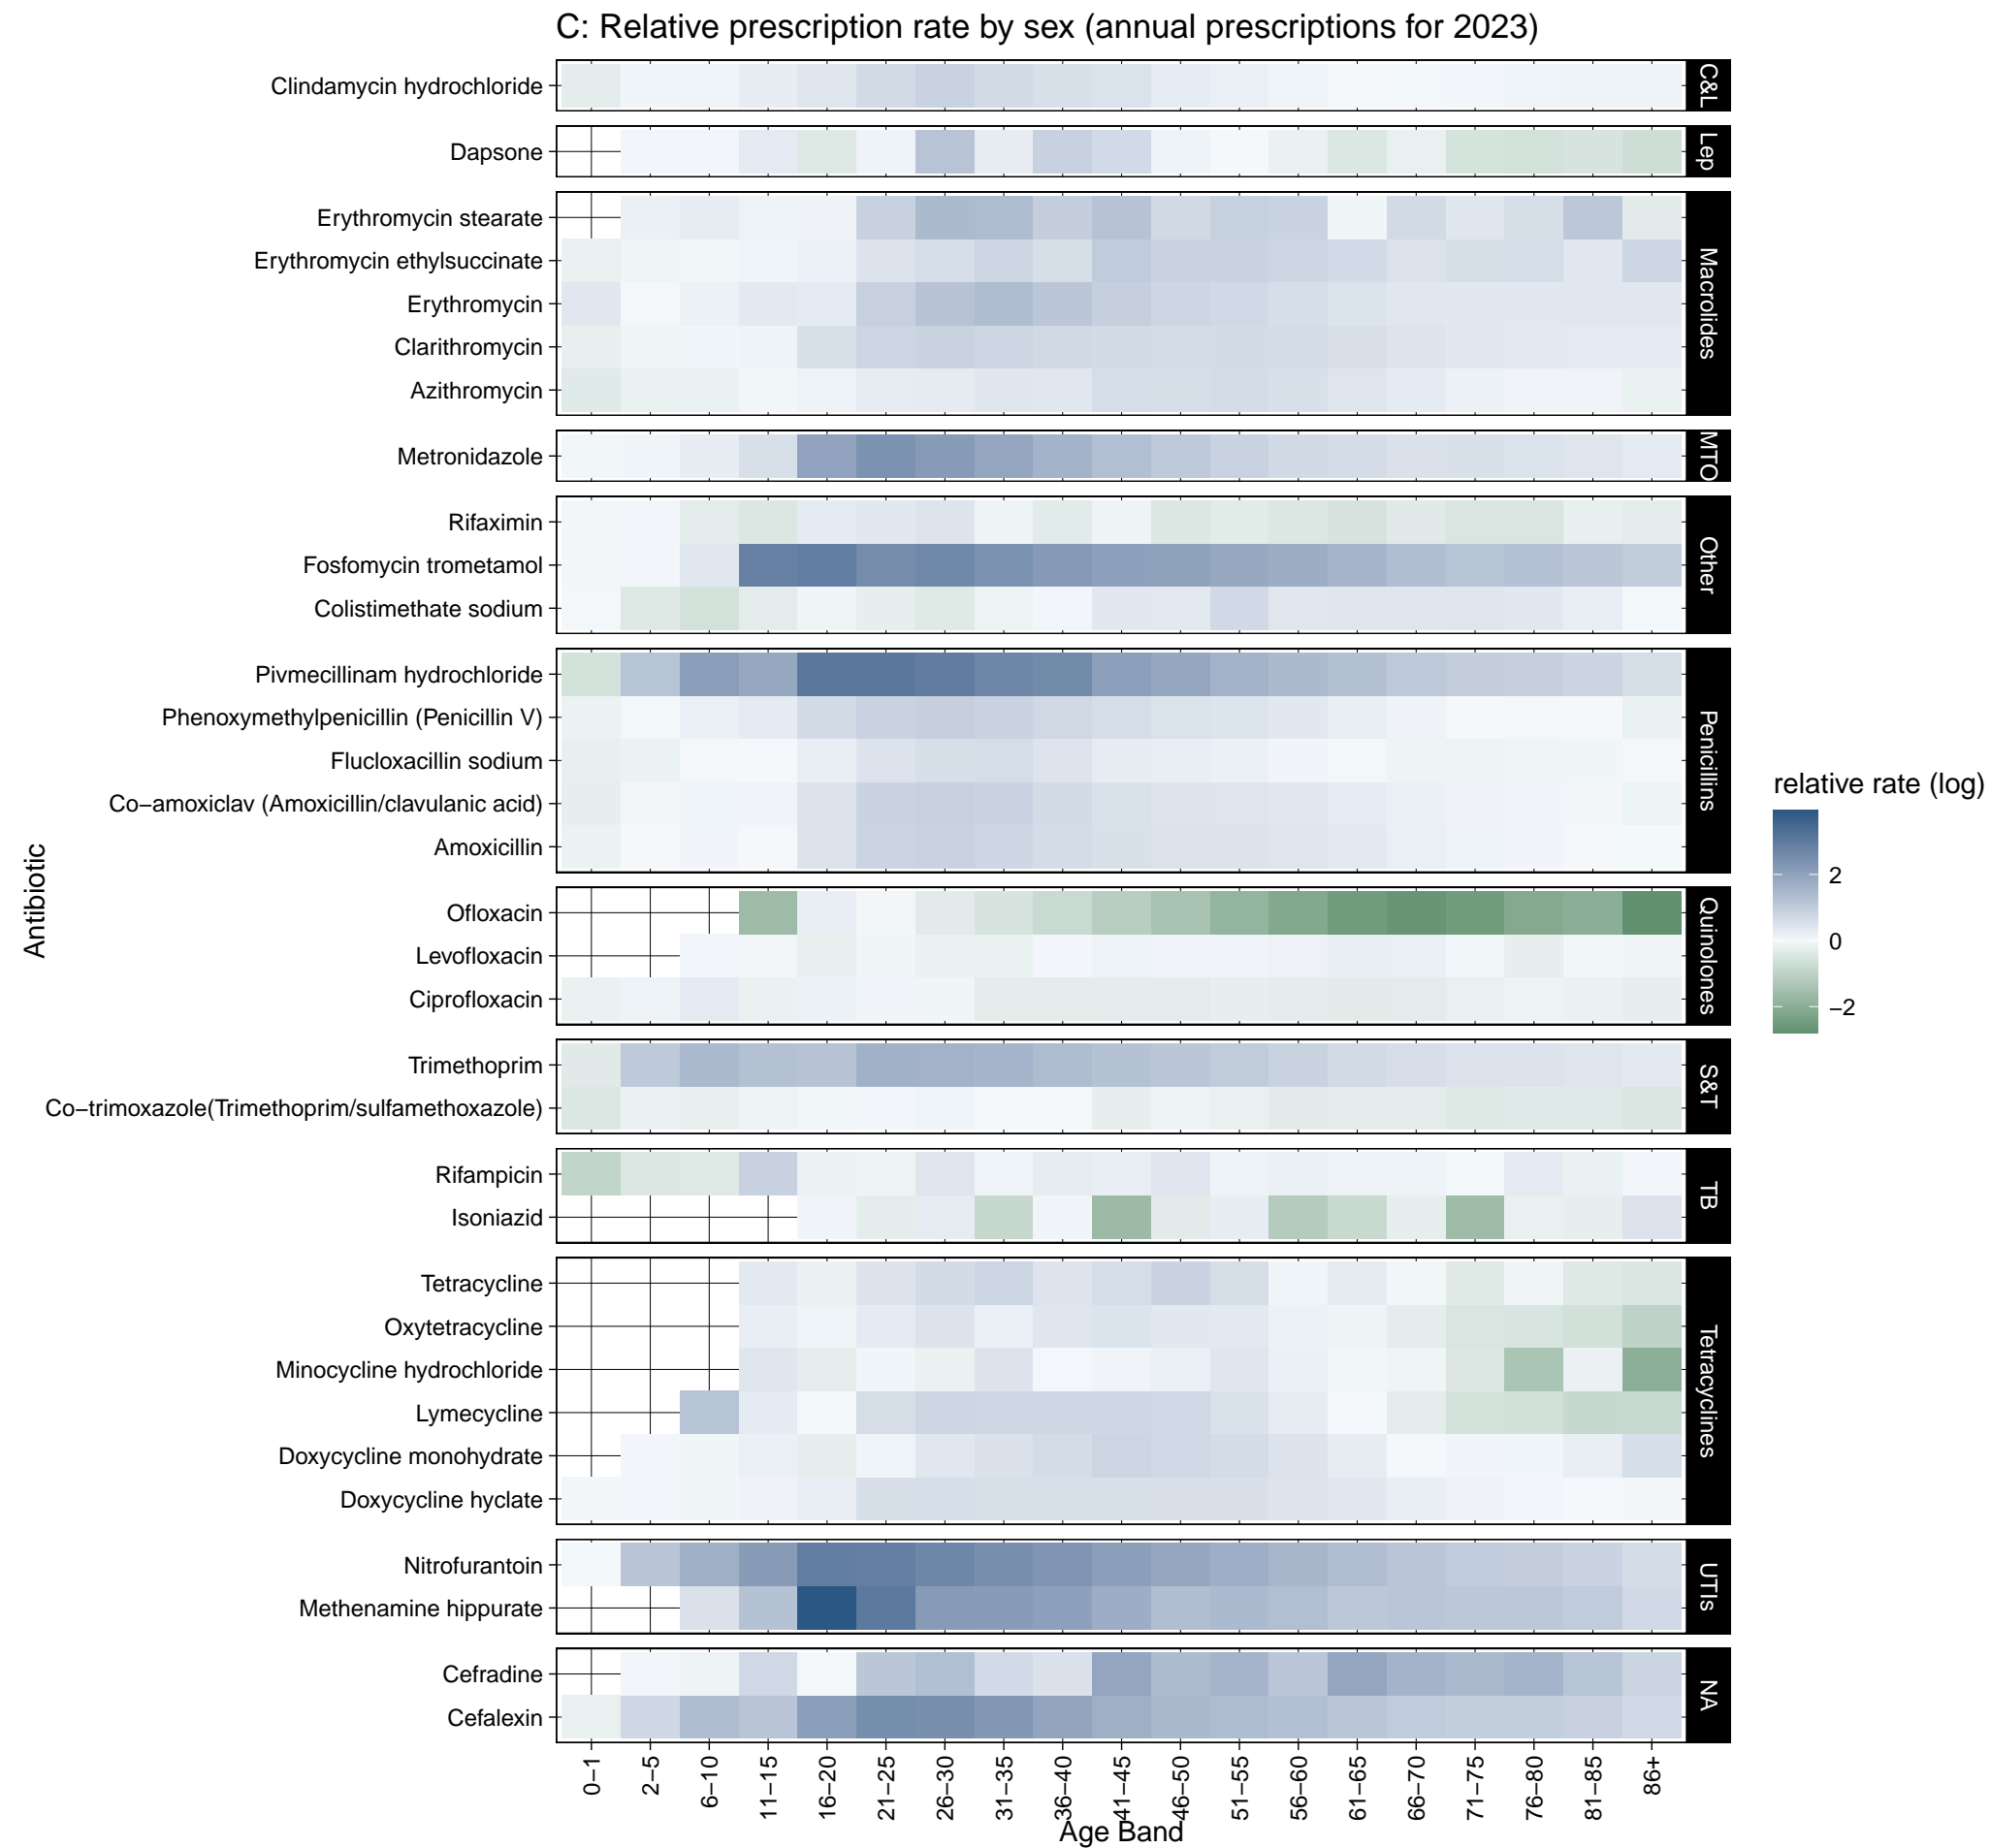 C: Relative prescription rate by sex (annual prescriptions for 2023)
Clindamycin hydrochloride
C&L
Dapsone
Lep
Erythromycin stearate
Erythromycin ethylsuccinate
Erythromycin
Clarithromycin
Azithromycin
Macrolides
Metronidazole
MTO
Rifaximin
Fosfomycin trometamol
Colistimethate sodium
Other
Pivmecillinam hydrochloride
Phenoxymethylpenicillin (Penicillin V)
Flucloxacillin sodium
Co−amoxiclav (Amoxicillin/clavulanic acid)
Amoxicillin
Penicillins
Ofloxacin
Levofloxacin
Ciprofloxacin
Quinolones
Trimethoprim
Co−trimoxazole(Trimethoprim/sulfamethoxazole)
S&T
Rifampicin
Isoniazid
TB
Tetracycline
Oxytetracycline
Minocycline hydrochloride
Lymecycline
Doxycycline monohydrate
Doxycycline hyclate
Tetracyclines
Nitrofurantoin
Methenamine hippurate
UTIs
Cefradine
Cefalexin
NA
Antibiotic
0−1
2−5
6−10
11−15
16−20
21−25
26−30
31−35
36−40
41−45
46−50
51−55
56−60
61−65
66−70
71−75
76−80
81−85
86+
Age Band
relative rate (log)
2
0
−2